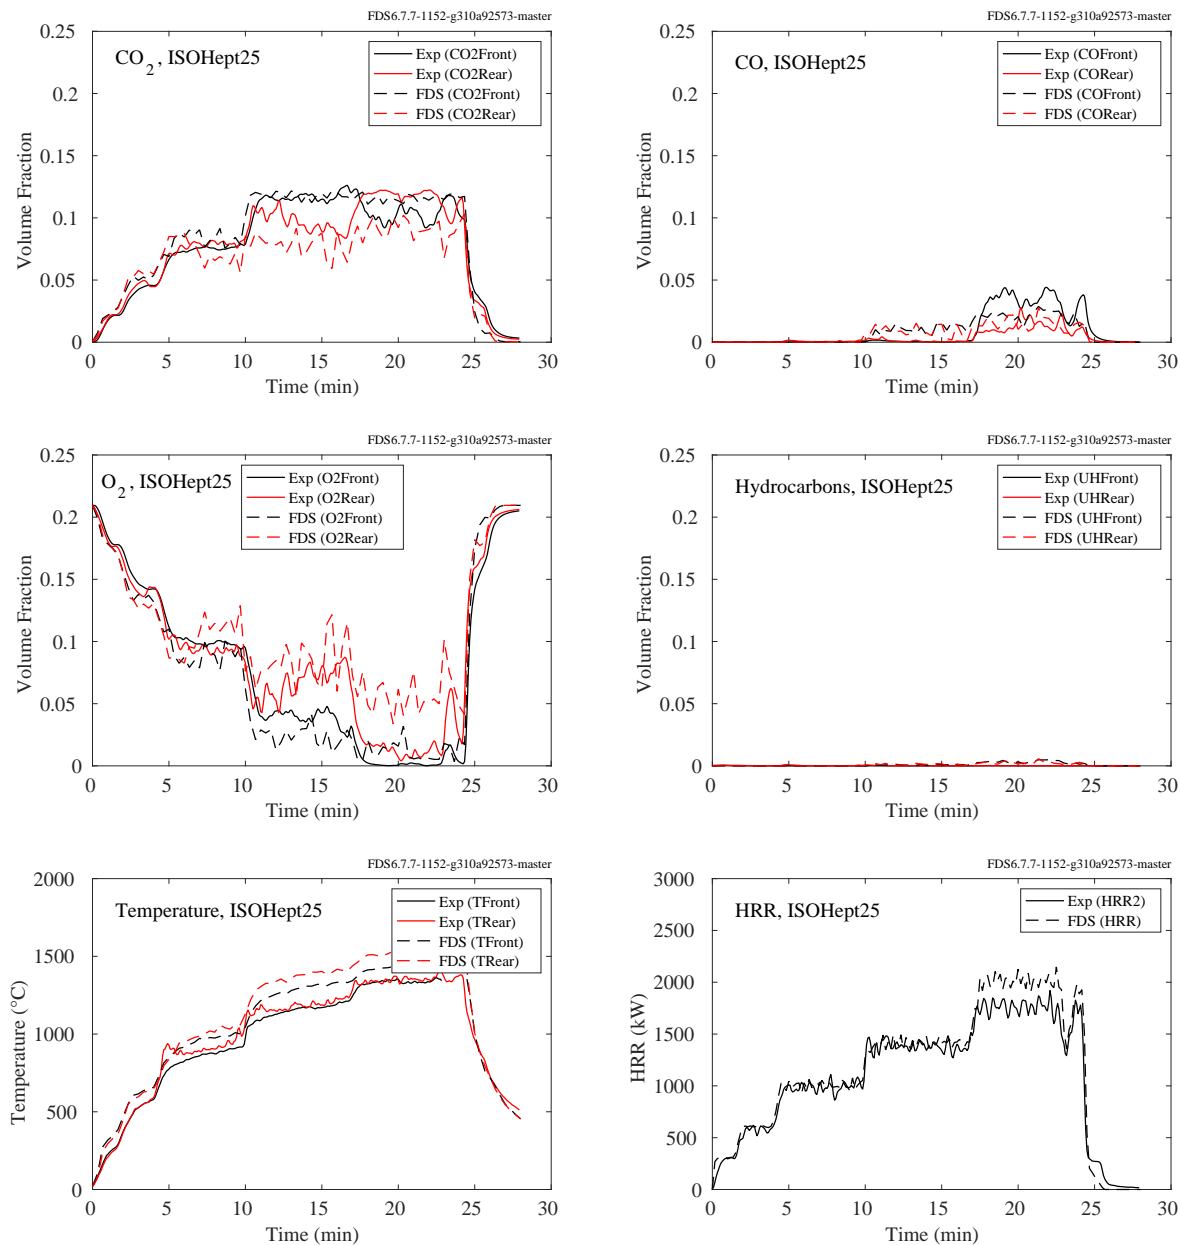 FDS6.7.7-1152-g310a92573-master
CO2, ISOHept25
Exp (CO2Front)
Exp (CO2Rear)
FDS (CO2Front)
FDS (CO2Rear)
0.25
0.2
0.15
0.1
0.05
0
Volume Fraction
0 5 10 15 20 25 30
Time (min)
FDS6.7.7-1152-g310a92573-master
CO, ISOHept25
Exp (COFront)
Exp (CORear)
FDS (COFront)
FDS (CORear)
0.25
0.2
0.15
0.1
0.05
0
Volume Fraction
0 5 10 15 20 25 30
Time (min)
FDS6.7.7-1152-g310a92573-master
O2, ISOHept25
Exp (O2Front)
Exp (O2Rear)
FDS (O2Front)
FDS (O2Rear)
0.25
0.2
0.15
0.1
0.05
0
Volume Fraction
0 5 10 15 20 25 30
Time (min)
FDS6.7.7-1152-g310a92573-master
Hydrocarbons, ISOHept25
Exp (UHFront)
Exp (UHRear)
FDS (UHFront)
FDS (UHRear)
0.25
0.2
0.15
0.1
0.05
0
Volume Fraction
0 5 10 15 20 25 30
Time (min)
FDS6.7.7-1152-g310a92573-master
Temperature, ISOHept25
Exp (TFront)
Exp (TRear)
FDS (TFront)
FDS (TRear)
2000
1500
1000
500
0
Temperature (°C)
0 5 10 15 20 25 30
Time (min)
FDS6.7.7-1152-g310a92573-master
HRR, ISOHept25
Exp (HRR2)
FDS (HRR)
3000
2500
2000
1500
1000
500
0
HRR (kW)
0 5 10 15 20 25 30
Time (min)